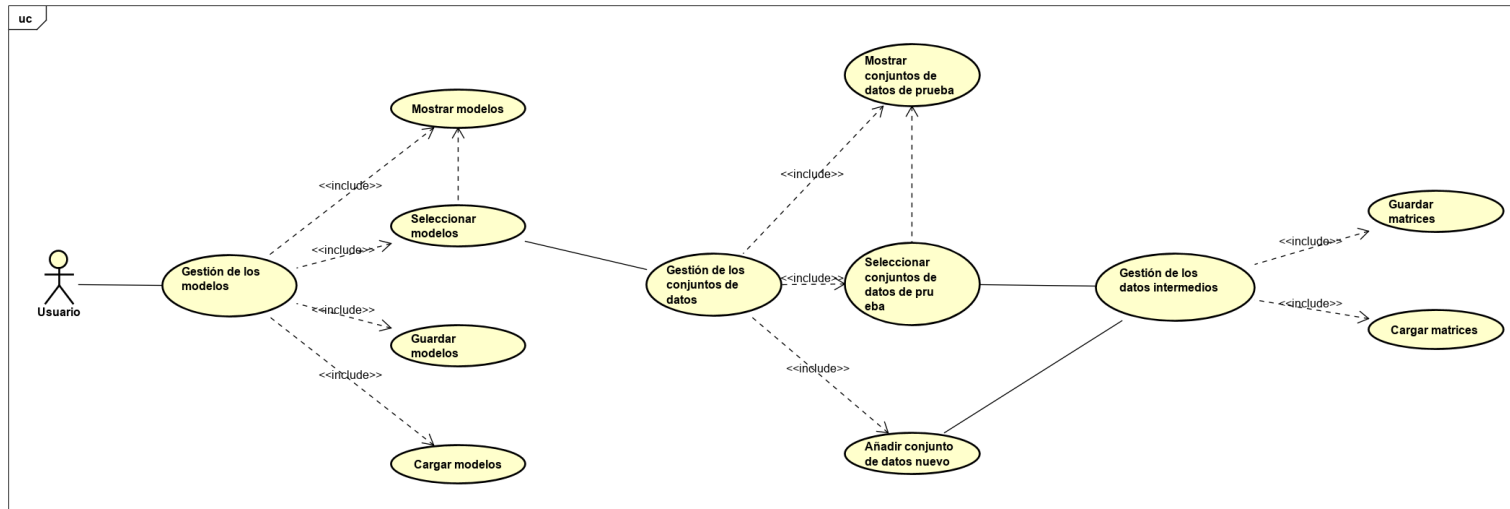 uc
Mostrar
conjuntos de
datos de prueba
Mostrar modelos
<<include>>
<<include>>
Seleccionar
modelos
Guardar
matrices
<<include>>
<<include>>
Gestión de los
modelos
Gestión de los
conjuntos de
datos
<<include>>
Seleccionar
conjuntos de
datos de pru
eba
Gestión de los
datos intermedios
Usuario
<<include>>
<<include>>
Guardar
modelos
Cargar matrices
<<include>>
<<include>>
Añadir conjunto
de datos nuevo
Cargar modelos